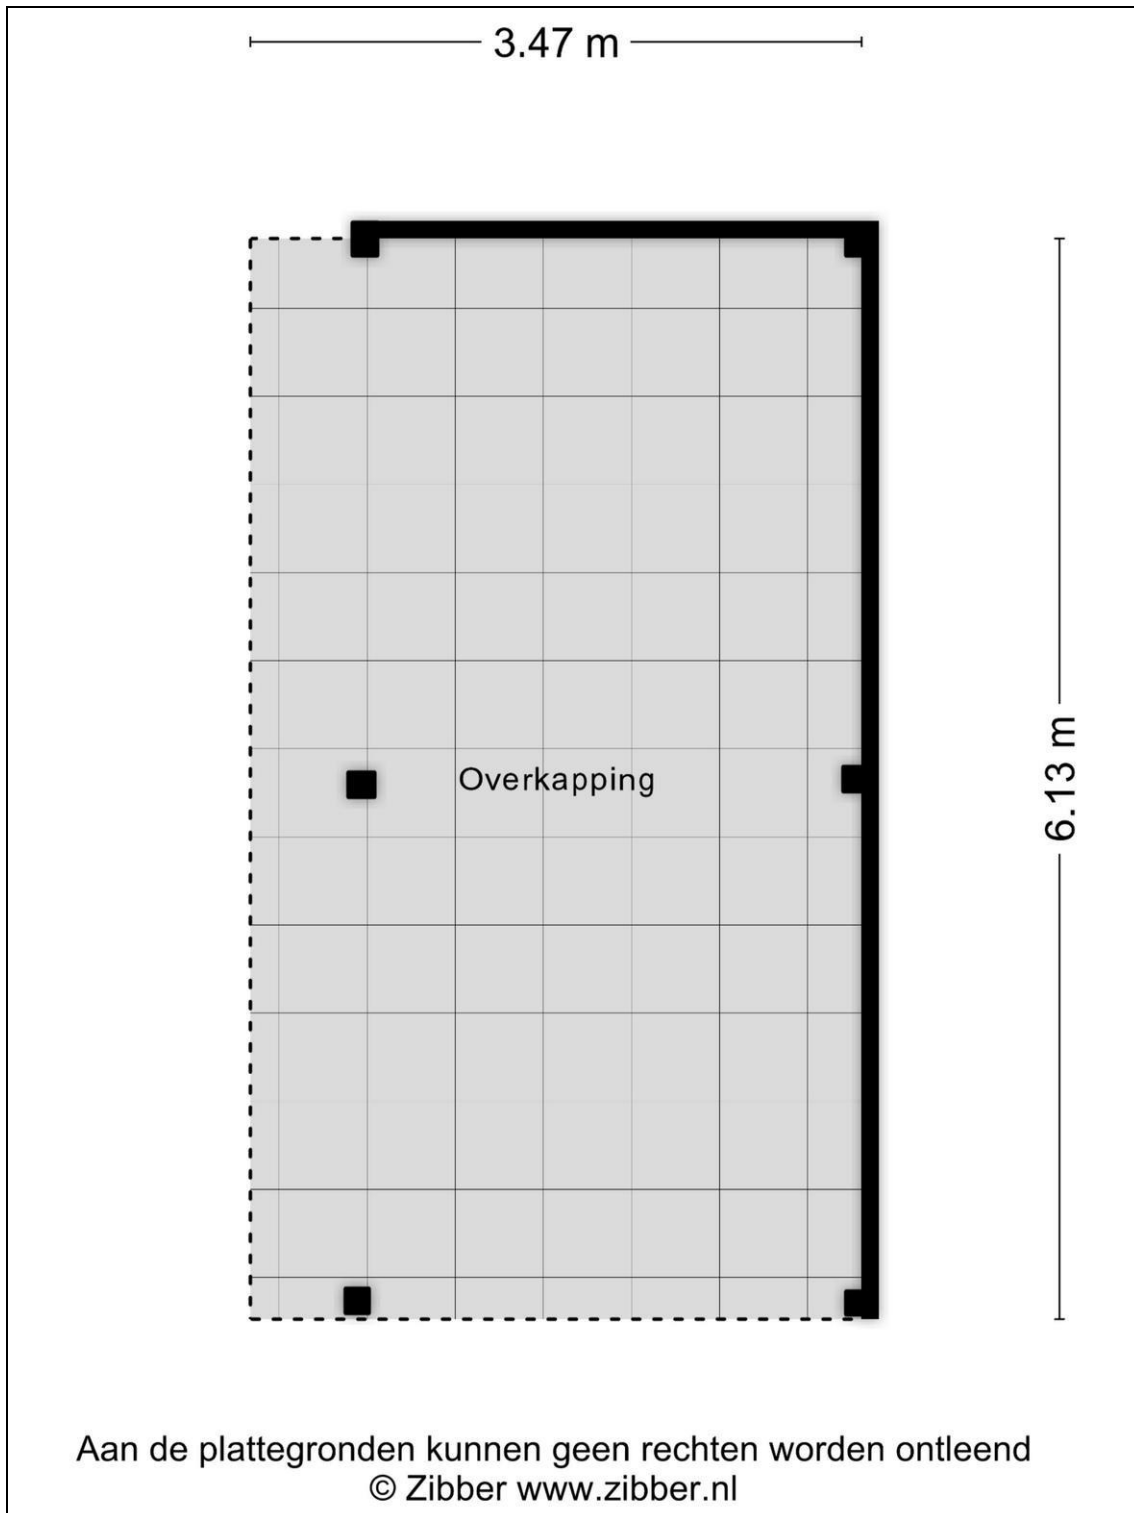 3.47 m
Overkapping
6.13 m
Aan de plattegronden kunnen geen rechten worden ontleend
© Zibber www.zibber.nl